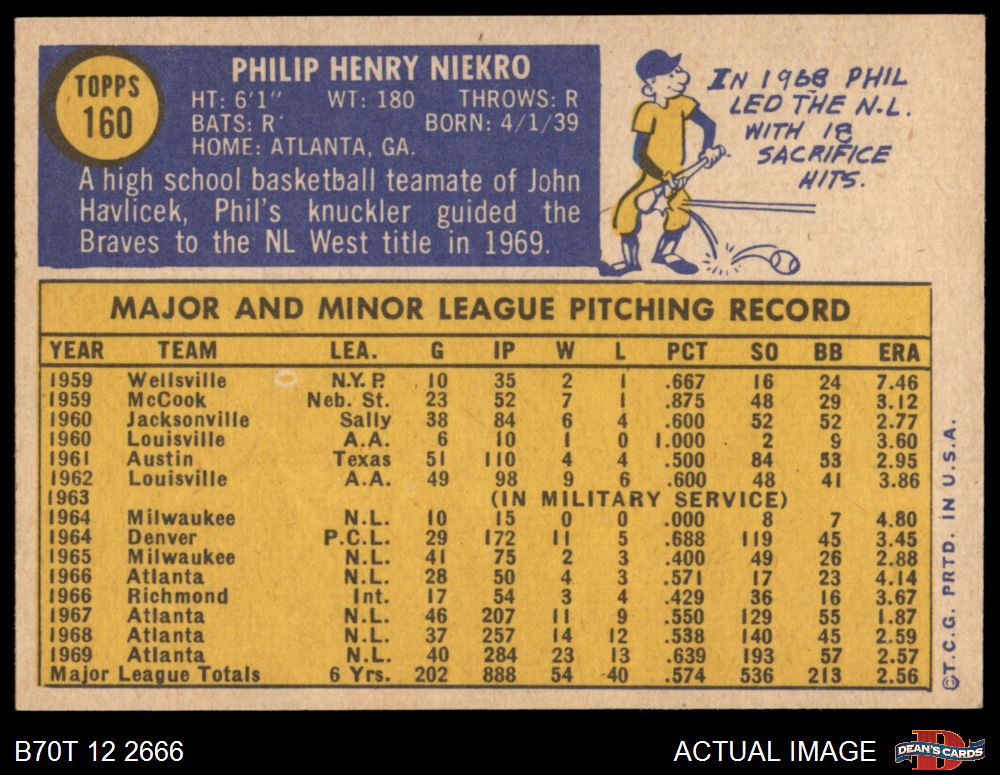 TOPPS
160
PHILIP HENRY NIEKRO
HT: 6'1" WT: 180 THROWS: R
BATS: R BORN: 4/1/39
HOME: ATLANTA, GA.
A high school basketball teamate of John
Havlicek, Phil's knuckler guided the
Braves to the NL West title in 1969.
IN 1968 PHIL
LED THE N.L.
WITH 18
SACRIFICE
HITS.
MAJOR AND MINOR LEAGUE PITCHING RECORD
YEAR TEAM LEA. G IP W L PCT SO BB ERA
1959 Wellsville N.Y.P. 10 35 2 1 .667 16 24 7.46
1959 McCook Neb. St. 23 52 7 1 .875 48 29 3.12
1960 Jacksonville Sally 38 84 6 4 .600 52 52 2.77
1960 Louisville A.A. 6 10 1 0 1.000 2 9 3.60
1961 Austin Texas 51 110 4 4 .500 84 53 2.95
1962 Louisville A.A. 49 98 9 6 .600 48 41 3.86
1963 (IN MILITARY SERVICE)
1964 Milwaukee N.L. 10 15 0 0 .000 8 7 4.80
1964 Denver P.C.L. 29 172 11 5 .688 119 45 3.45
1965 Milwaukee N.L. 41 75 2 3 .400 49 26 2.88
1966 Atlanta N.L. 28 50 4 3 .571 17 23 4.14
1966 Richmond Int. 17 54 3 4 .429 36 16 3.67
1967 Atlanta N.L. 46 207 11 9 .550 129 55 1.87
1968 Atlanta N.L. 37 257 14 12 .538 140 45 2.59
1969 Atlanta N.L. 40 284 23 13 .639 193 57 2.57
Major League Totals 6 Yrs. 202 888 54 40 .574 536 213 2.56
©T.C.G. PRTD. IN U.S.A.
B70T 12 2666
ACTUAL IMAGE
DEAN'S CARDS